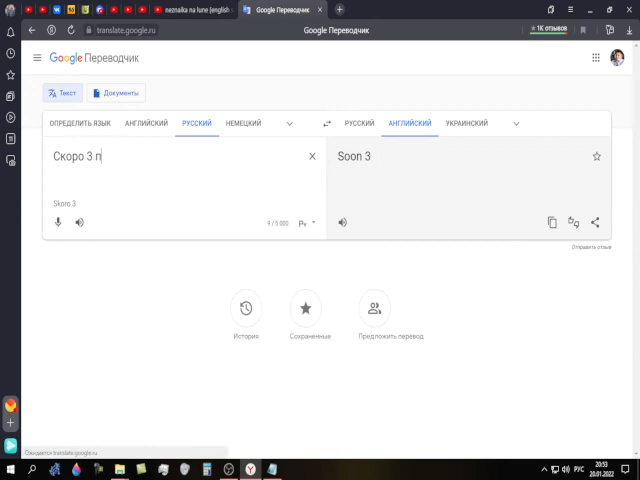 neznaika na lune (english s
Google Переводчик
translate.google.ru
Google Переводчик
1K отзывов
Google Переводчик
Текст
Документы
ОПРЕДЕЛИТЬ ЯЗЫК АНГЛИЙСКИЙ РУССКИЙ НЕМЕЦКИЙ
РУССКИЙ АНГЛИЙСКИЙ УКРАИНСКИЙ
Скоро 3 п
Soon 3
Skoro 3
9 / 5 000
Отправить отзыв
История
Сохраненные
Предложить перевод
Ожидается translate.google.ru
РУС
20:53
20.01.2022